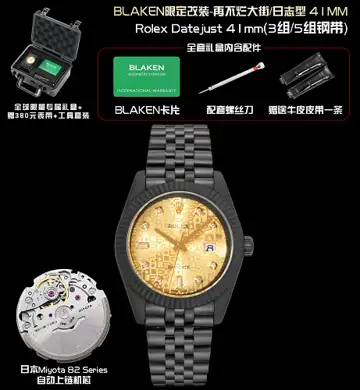 BLAKEN限定改装-再不烂大街/日志型 41MM
Rolex Datejust 41mm(3组/5组钢带)
全套礼盒内含配件
BLAKEN
INTERNATIONAL WARRANTY
全球限量专属礼盒+
赠380元表带+工具套装
BLAKEN卡片
配套螺丝刀
赠送牛皮皮带一条
ROLEX
日本Miyota 82 Series
自动上链机芯